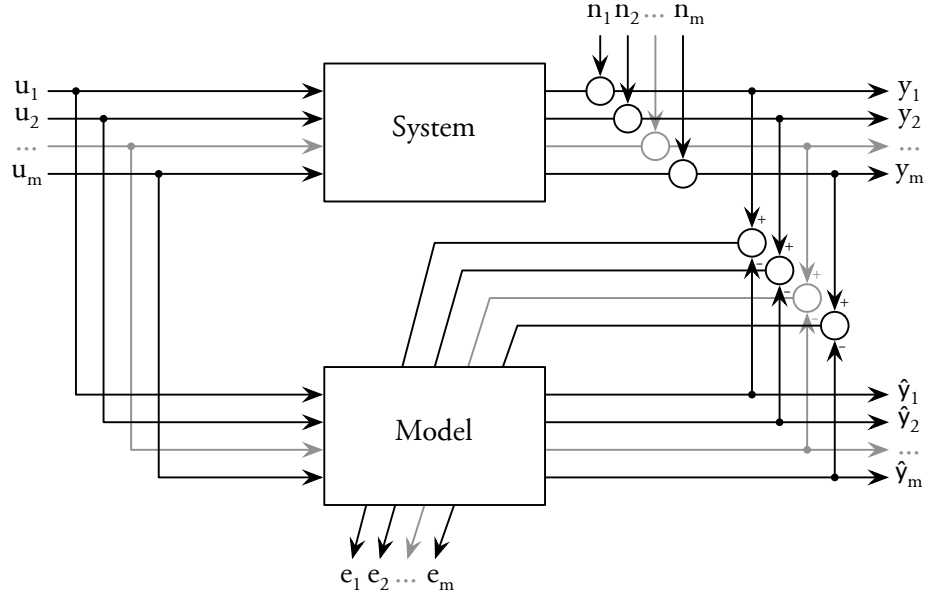 n₁ n₂ ... nₘ
u₁
u₂
...
uₘ
System
y₁
y₂
...
yₘ
+
+
+
+
-
-
-
-
Model
ŷ₁
ŷ₂
...
ŷₘ
e₁ e₂ ... eₘ